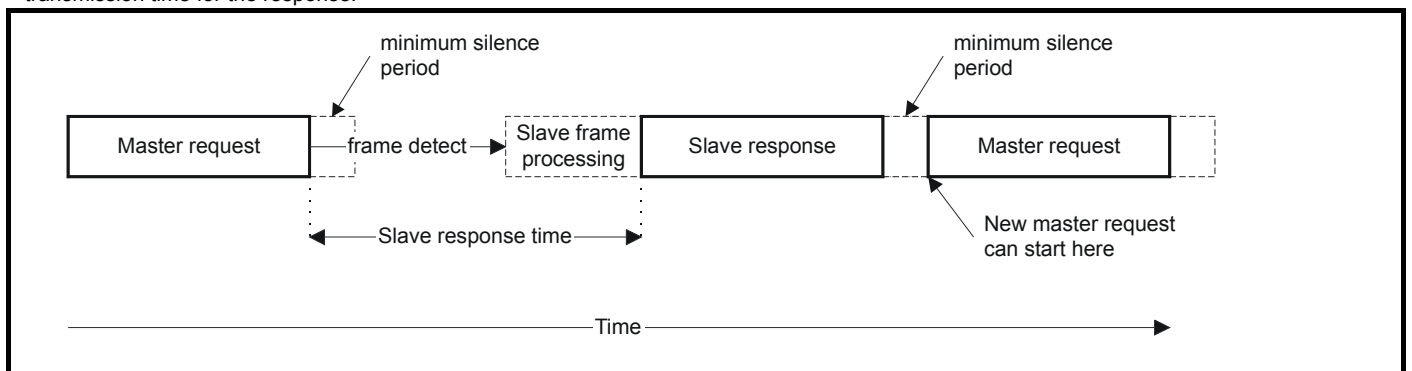 transmission time for the response.
minimum silence
period
minimum silence
period
Master request
frame detect
Slave frame
processing
Slave response
Master request
Slave response time
New master request
can start here
Time